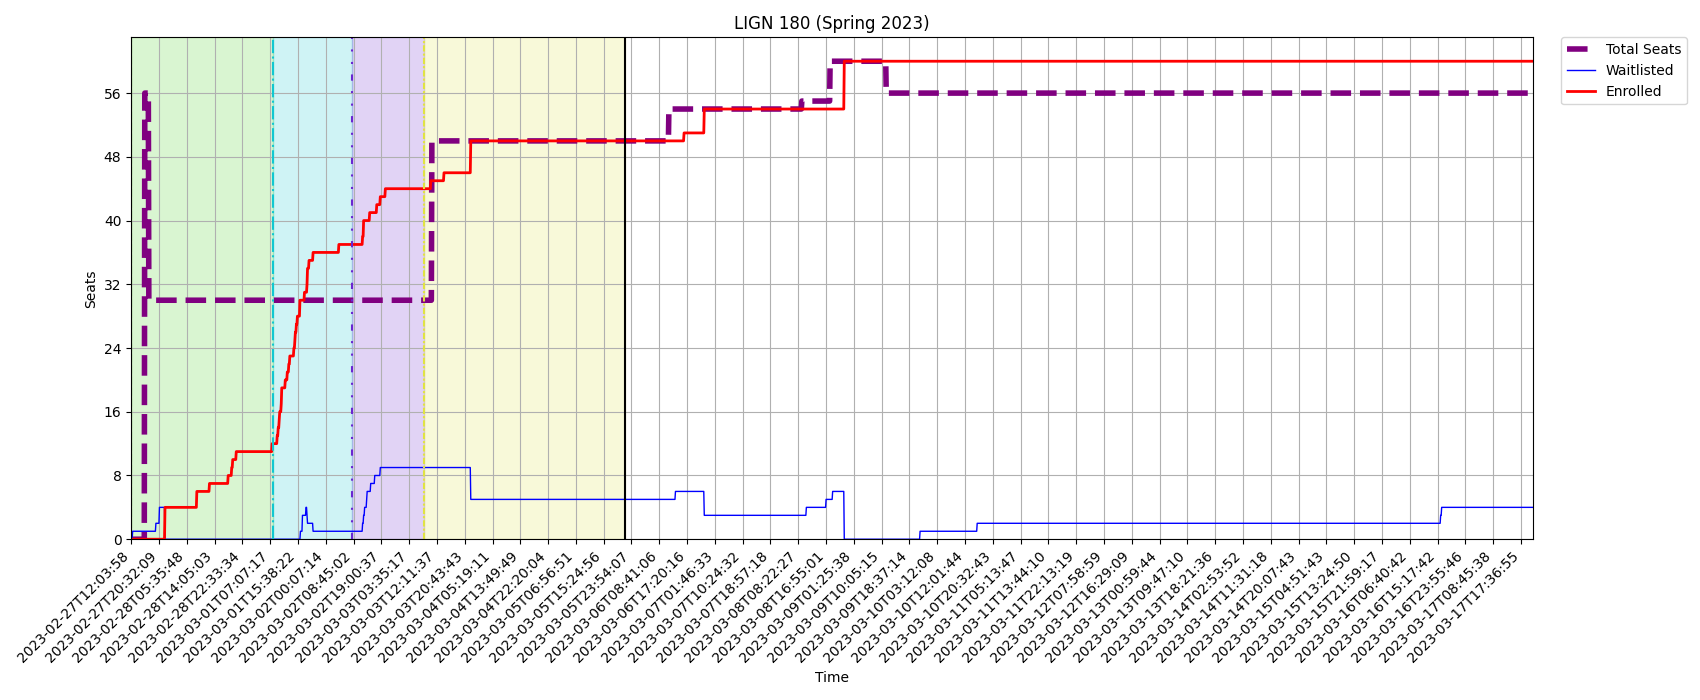 LIGN 180 (Spring 2023)
Total Seats
Waitlisted
Enrolled
Seats
56
48
40
32
24
16
8
0
2023-02-27T12:03:58
2023-02-27T20:32:09
2023-02-28T05:35:48
2023-02-28T14:05:03
2023-02-28T22:33:34
2023-03-01T07:07:17
2023-03-01T15:38:22
2023-03-02T00:07:14
2023-03-02T08:45:02
2023-03-02T19:00:37
2023-03-03T03:35:17
2023-03-03T12:11:37
2023-03-03T20:43:43
2023-03-04T05:19:11
2023-03-04T13:49:49
2023-03-04T22:20:04
2023-03-05T06:56:51
2023-03-05T15:24:56
2023-03-05T23:54:07
2023-03-06T08:41:06
2023-03-06T17:20:16
2023-03-07T01:46:33
2023-03-07T10:24:32
2023-03-07T18:57:18
2023-03-08T08:22:27
2023-03-08T16:55:01
2023-03-09T01:25:38
2023-03-09T10:05:15
2023-03-09T18:37:14
2023-03-10T03:12:08
2023-03-10T12:01:44
2023-03-10T20:32:43
2023-03-11T05:13:47
2023-03-11T13:44:10
2023-03-11T22:13:19
2023-03-12T07:58:59
2023-03-12T16:29:09
2023-03-13T00:59:44
2023-03-13T09:47:10
2023-03-13T18:21:36
2023-03-14T02:53:52
2023-03-14T11:31:18
2023-03-14T20:07:43
2023-03-15T04:51:43
2023-03-15T13:24:50
2023-03-15T21:59:17
2023-03-16T06:40:42
2023-03-16T15:17:42
2023-03-16T23:55:46
2023-03-17T08:45:38
2023-03-17T17:36:55
Time